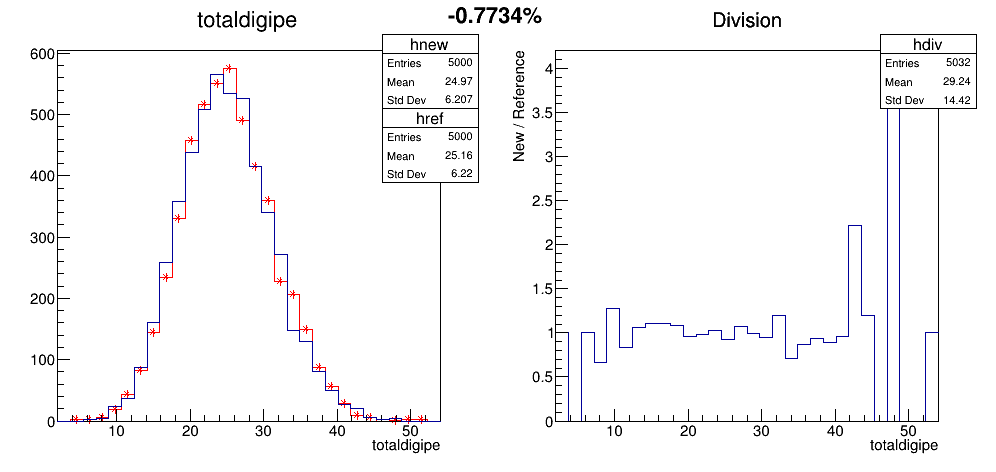 -0.7734%
totaldigipe
hnew
Entries 5000
Mean 24.97
Std Dev 6.207
href
Entries 5000
Mean 25.16
Std Dev 6.22
600
500
400
300
200
100
0
10 20 30 40 50
totaldigipe
Division
hdiv
Entries 5032
Mean 29.24
Std Dev 14.42
New / Reference
4
3.5
3
2.5
2
1.5
1
0.5
0
10 20 30 40 50
totaldigipe